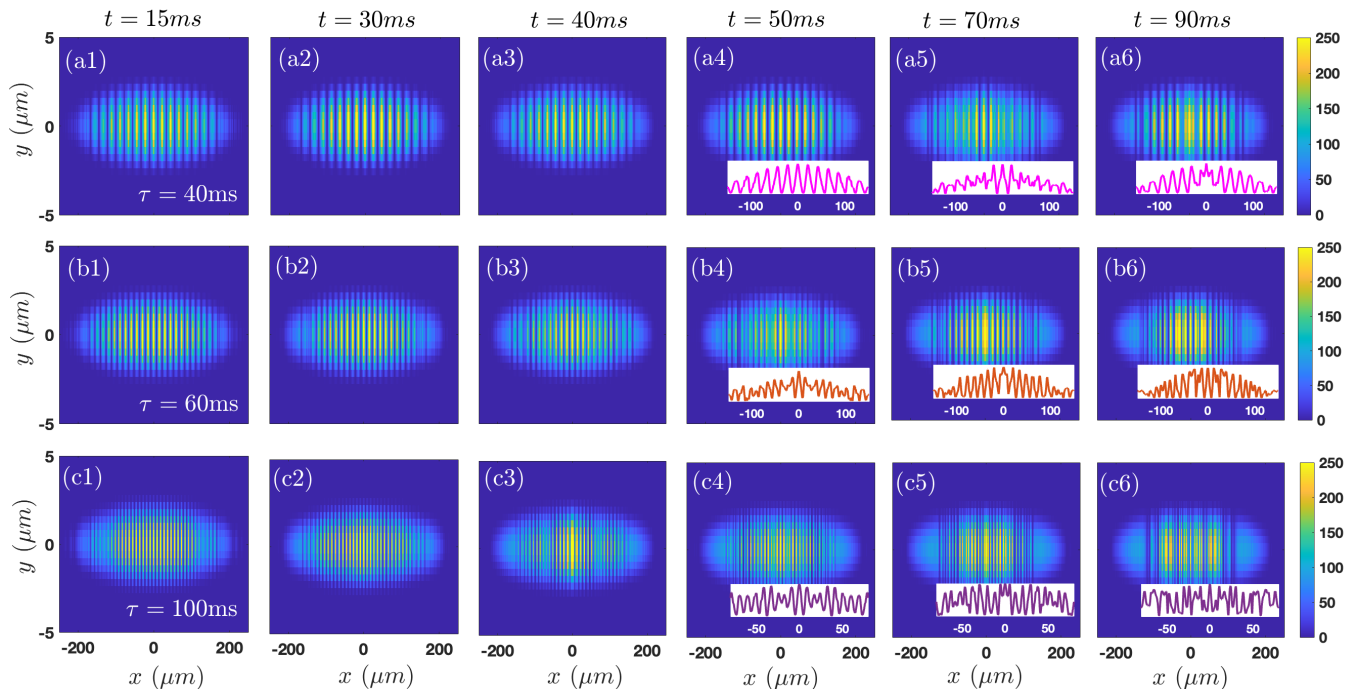 t = 15ms t = 30ms t = 40ms t = 50ms t = 70ms t = 90ms
5 (a1) (a2) (a3) (a4) (a5) (a6) 250
200
150
y (μm) 0 100
τ = 40ms 50
-5 -100 0 100 -100 0 100 -100 0 100 0
5 (b1) (b2) (b3) (b4) (b5) (b6) 250
200
150
y (μm) 0 100
τ = 60ms 50
-5 -100 0 100 -100 0 100 -100 0 100 0
5 (c1) (c2) (c3) (c4) (c5) (c6) 250
200
150
y (μm) 0 100
τ = 100ms 50
-5 -50 0 50 -50 0 50 -50 0 50 0
-200 0 200 -200 0 200 -200 0 200 -200 0 200 -200 0 200 -200 0 200
x (μm) x (μm) x (μm) x (μm) x (μm) x (μm)